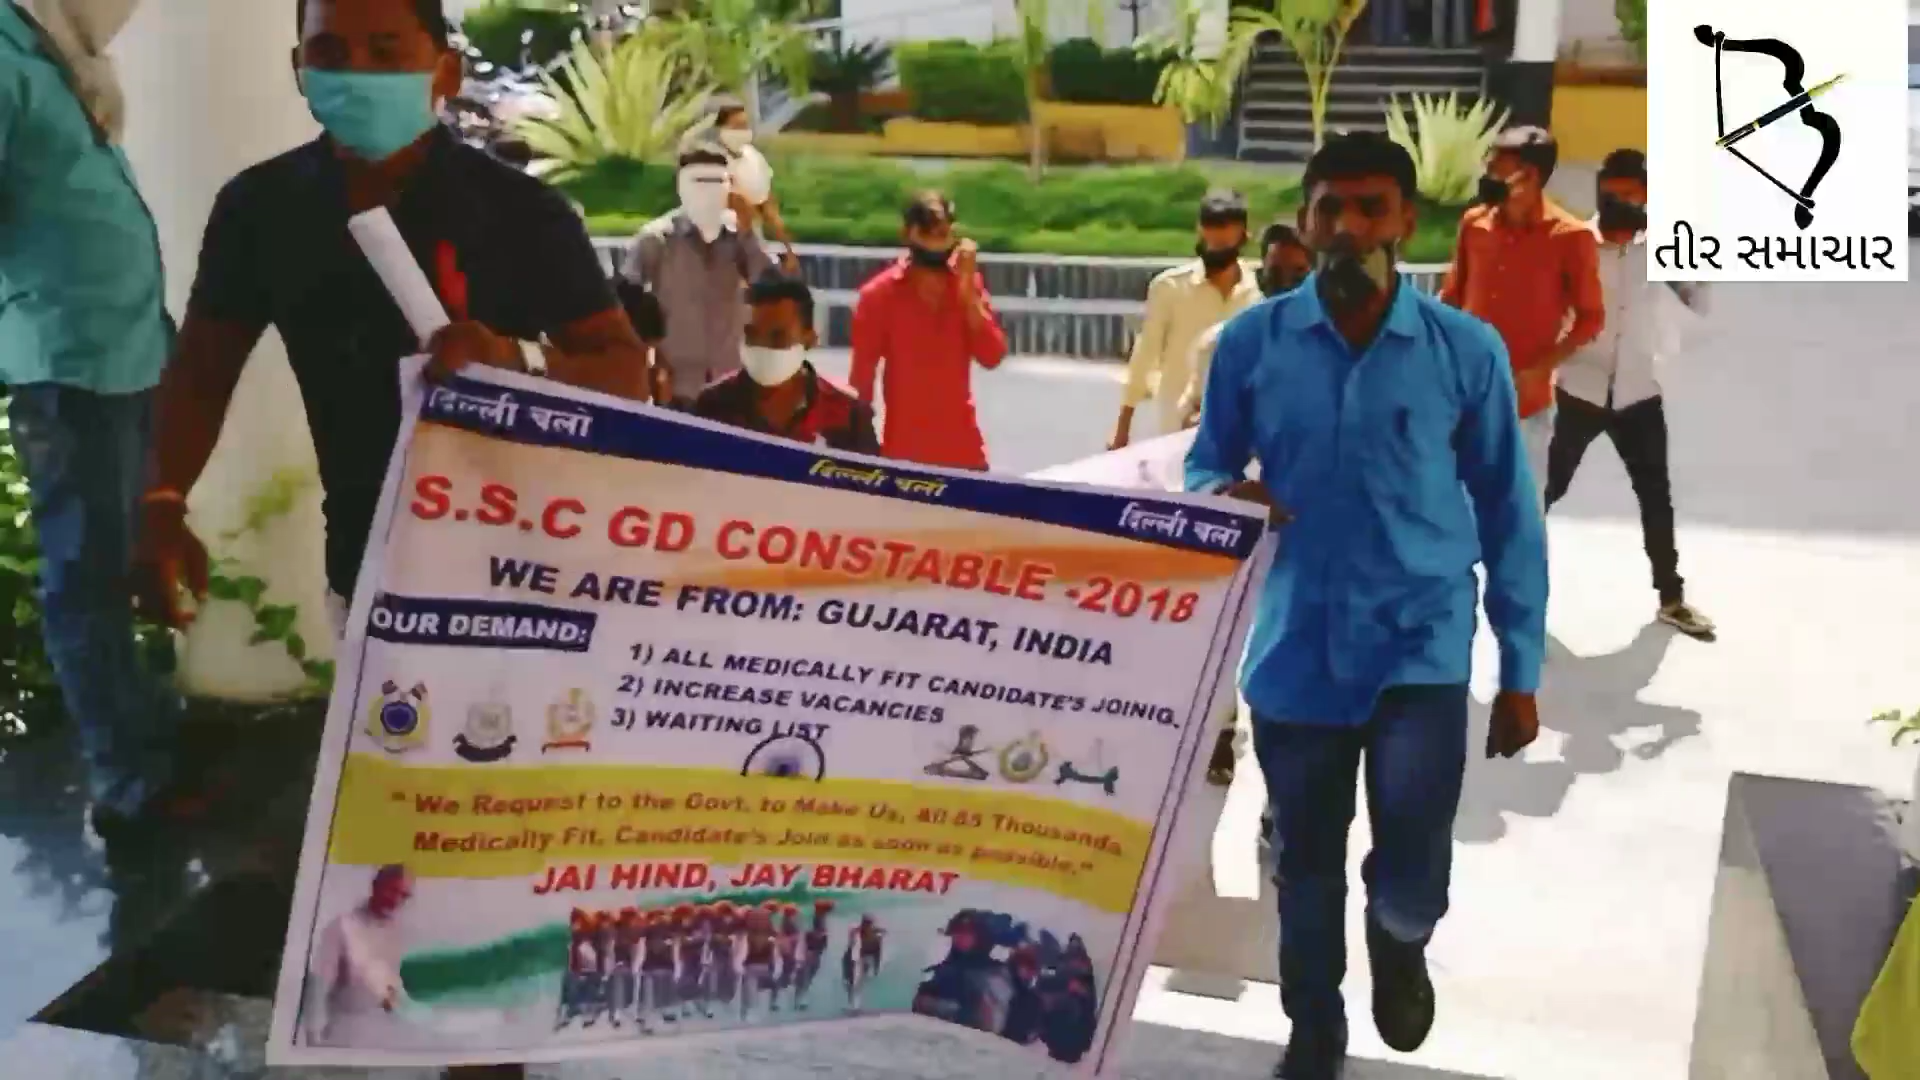 તીર સમાચાર
दिल्ली चलो
दिल्ली चलो
दिल्ली चलो
S.S.C GD CONSTABLE -2018
WE ARE FROM: GUJARAT, INDIA
OUR DEMAND:
1) ALL MEDICALLY FIT CANDIDATE'S JOINIG.
2) INCREASE VACANCIES
3) WAITING LIST
"We Request to the Govt. to Make Us, all 85 Thousands
Medically Fit. Candidate's Join as soon as possible."
JAI HIND, JAY BHARAT